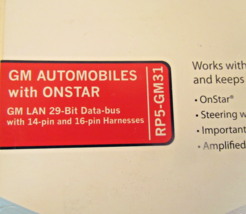 GM AUTOMOBILES
with ONSTAR
GM LAN 29-Bit Data-bus
with 14-pin and 16-pin Harnesses
RP5-GM31
Works with
and keeps
• OnStar®
• Steering w
• Important
• Amplified